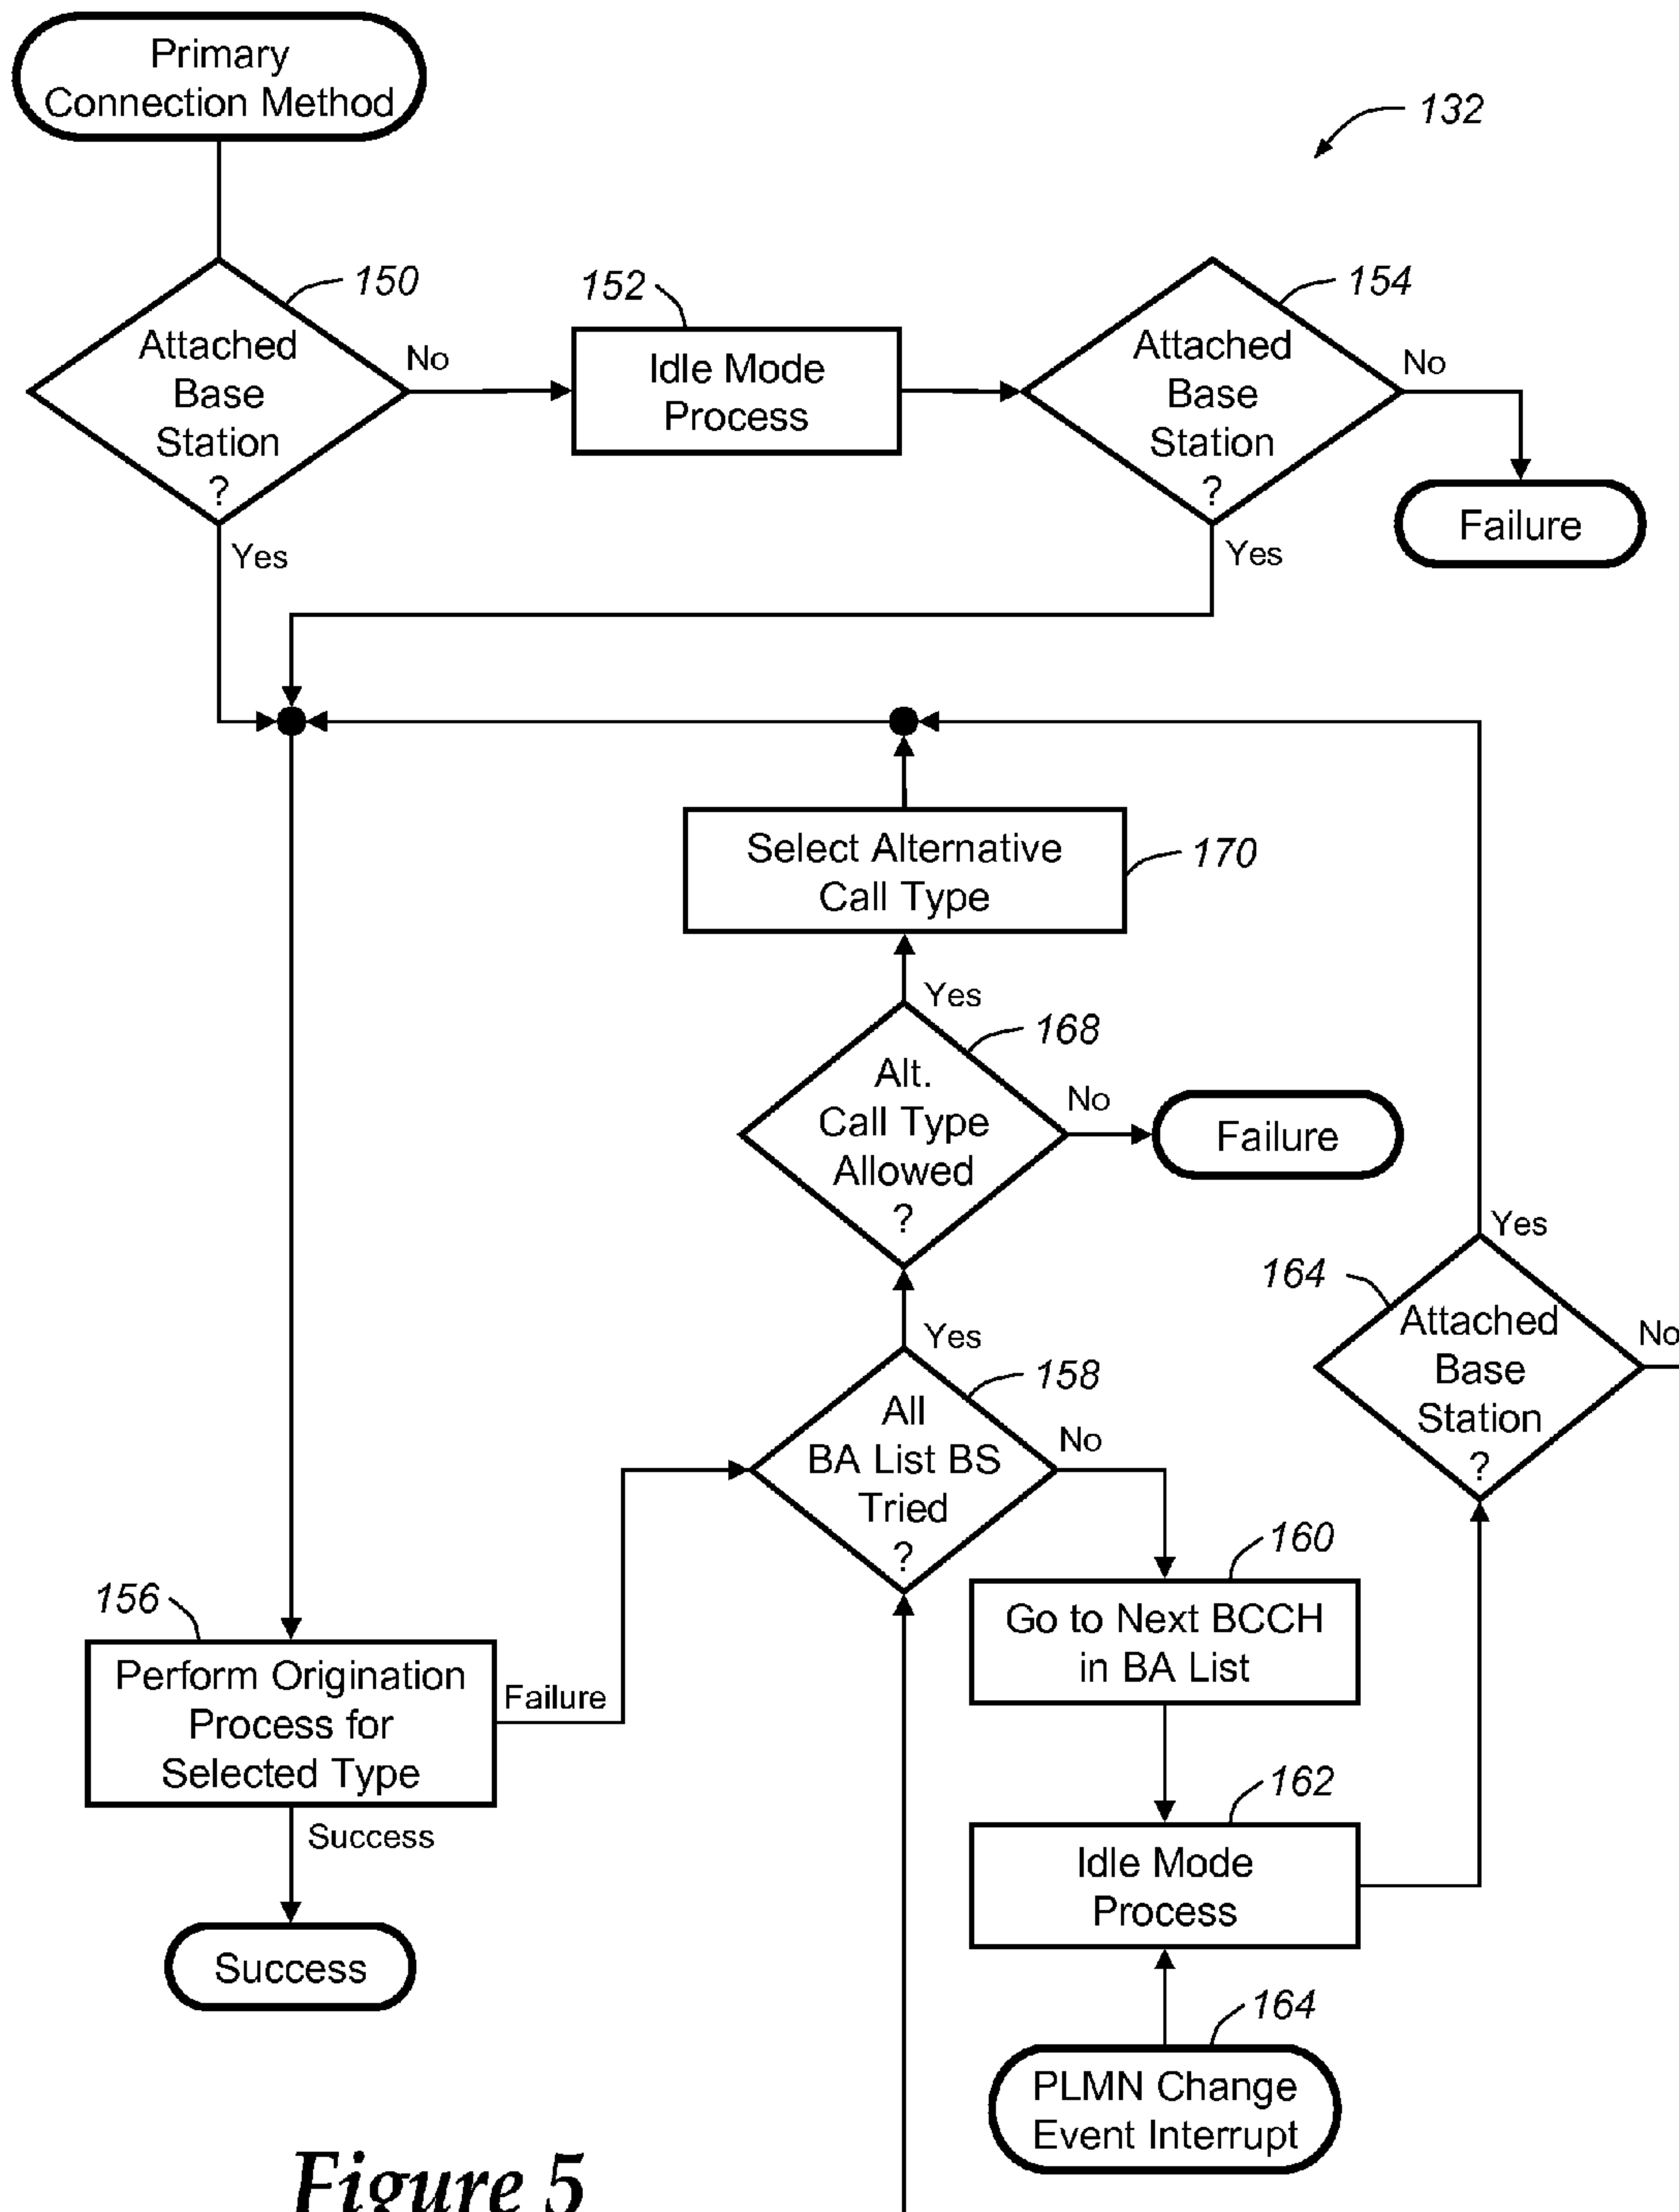 Primary
Connection Method
132
150
Attached
Base
Station
?
No
Yes
152
Idle Mode
Process
154
Attached
Base
Station
?
No
Yes
Failure
Select Alternative
Call Type
170
Yes
168
Alt.
Call Type
Allowed
?
No
Failure
Yes
164
Attached
Base
Station
?
No
Yes
158
All
BA List BS
Tried
?
No
160
Go to Next BCCH
in BA List
156
Perform Origination
Process for
Selected Type
Failure
Success
Success
162
Idle Mode
Process
164
PLMN Change
Event Interrupt
Figure 5